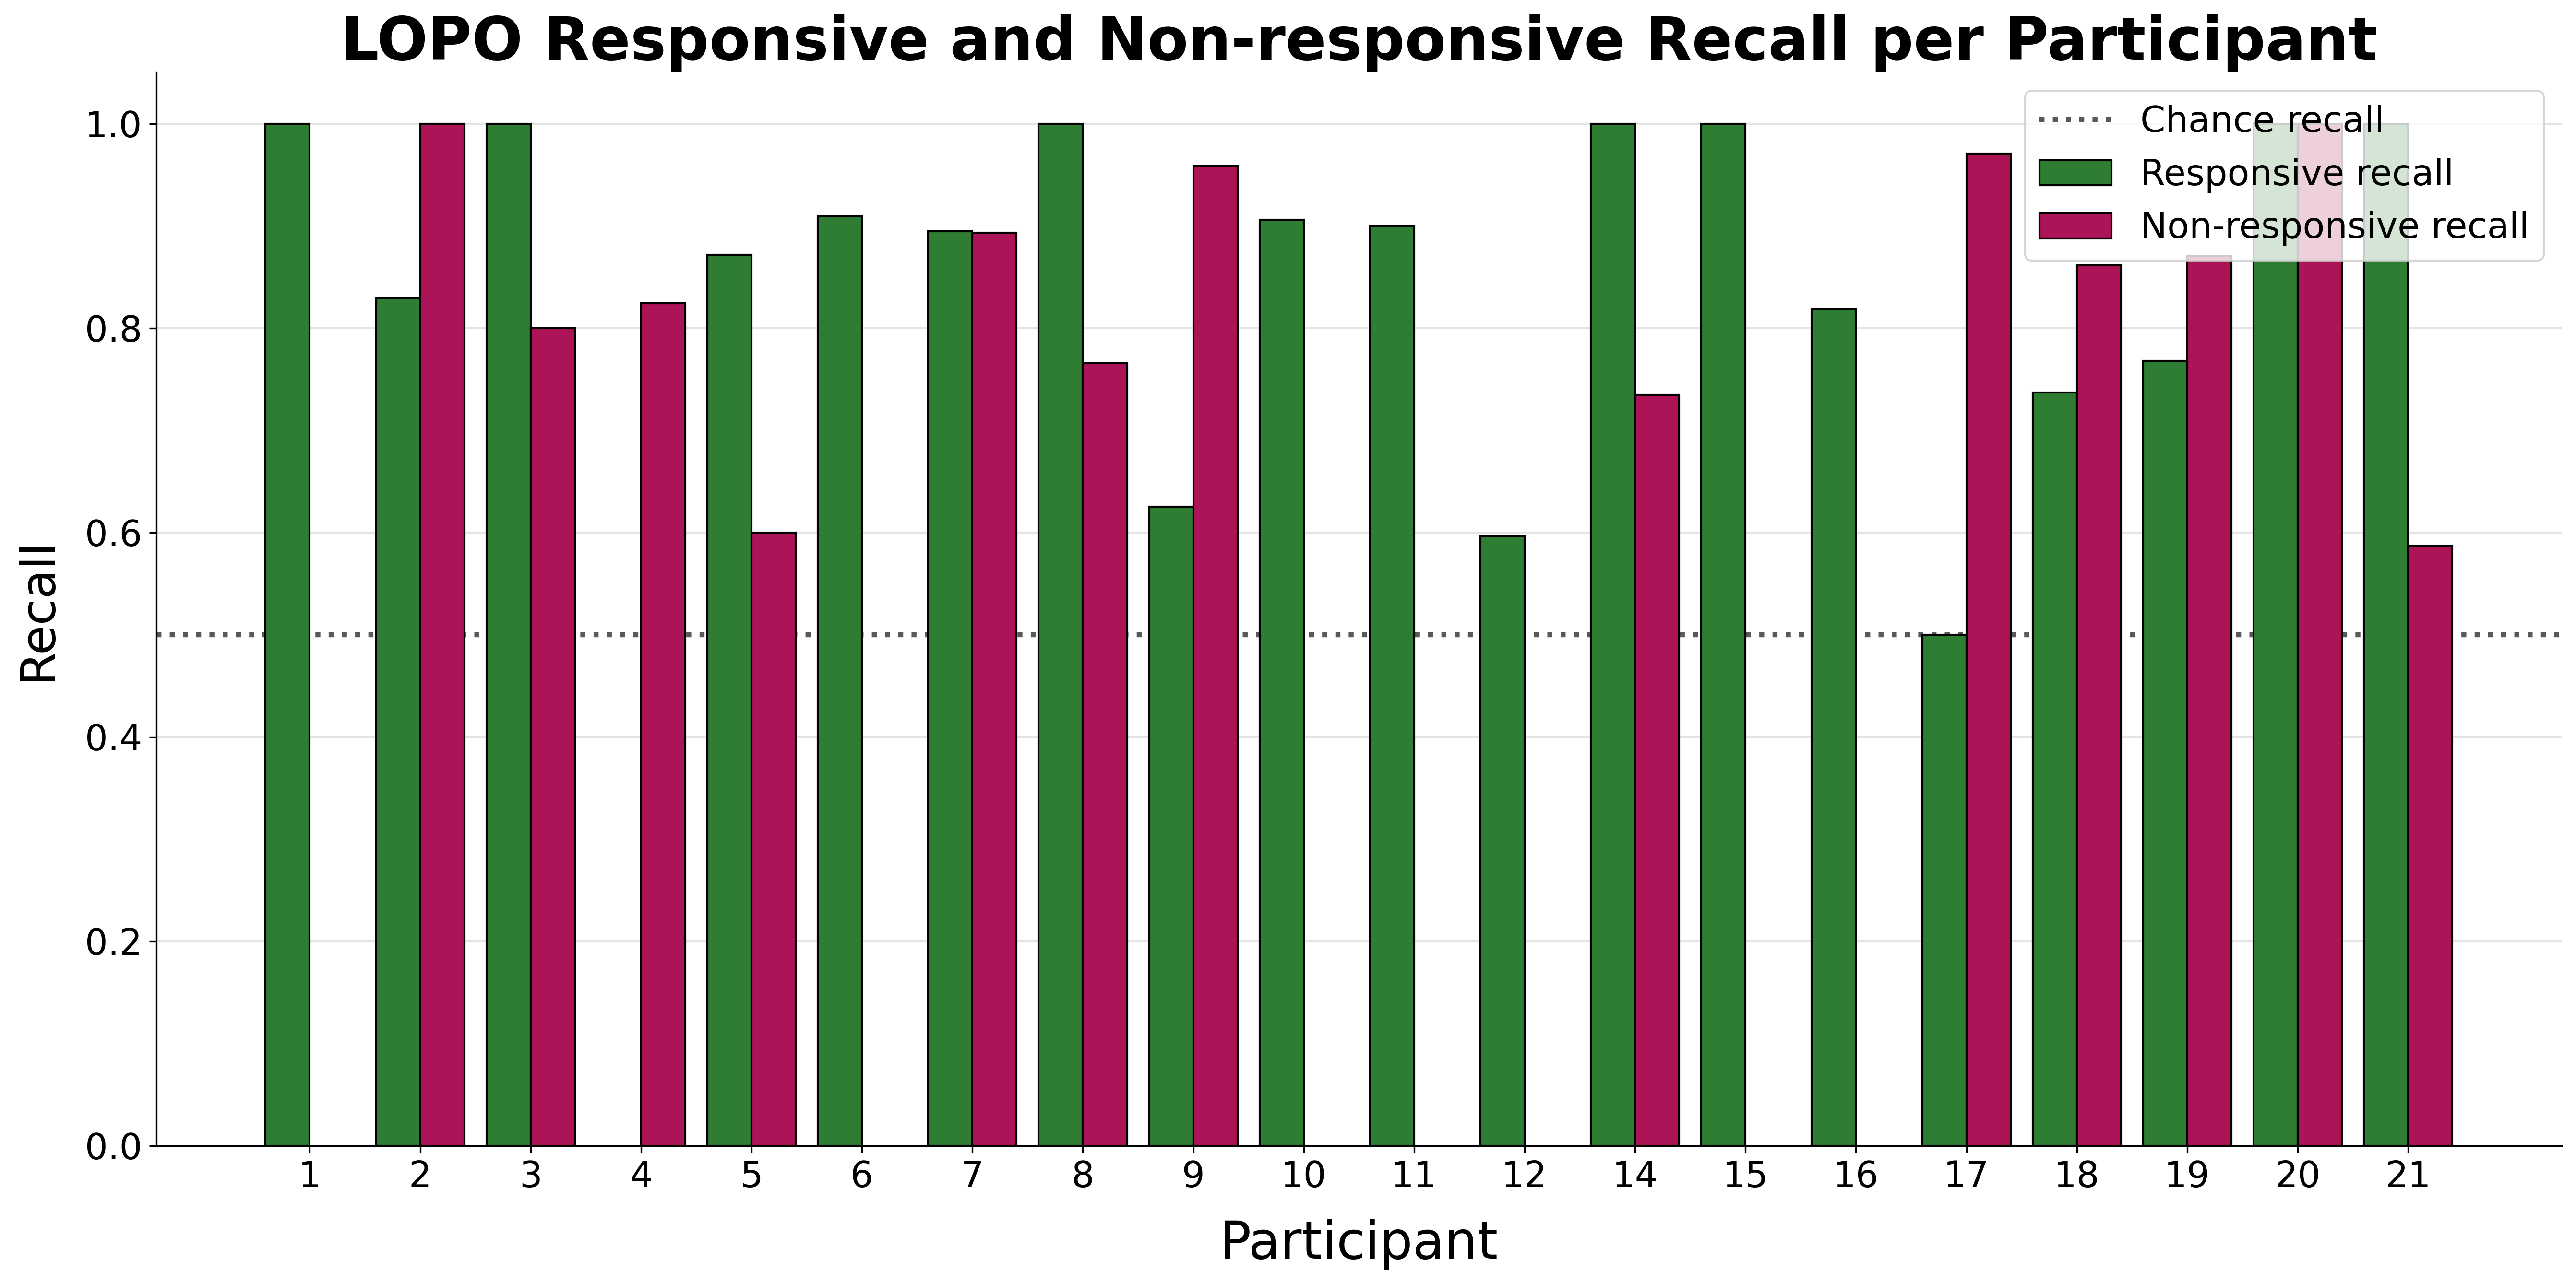 LOPO Responsive and Non-responsive Recall per Participant
Chance recall
Responsive recall
Non-responsive recall
Recall
1.0
0.8
0.6
0.4
0.2
0.0
1 2 3 4 5 6 7 8 9 10 11 12 14 15 16 17 18 19 20 21
Participant